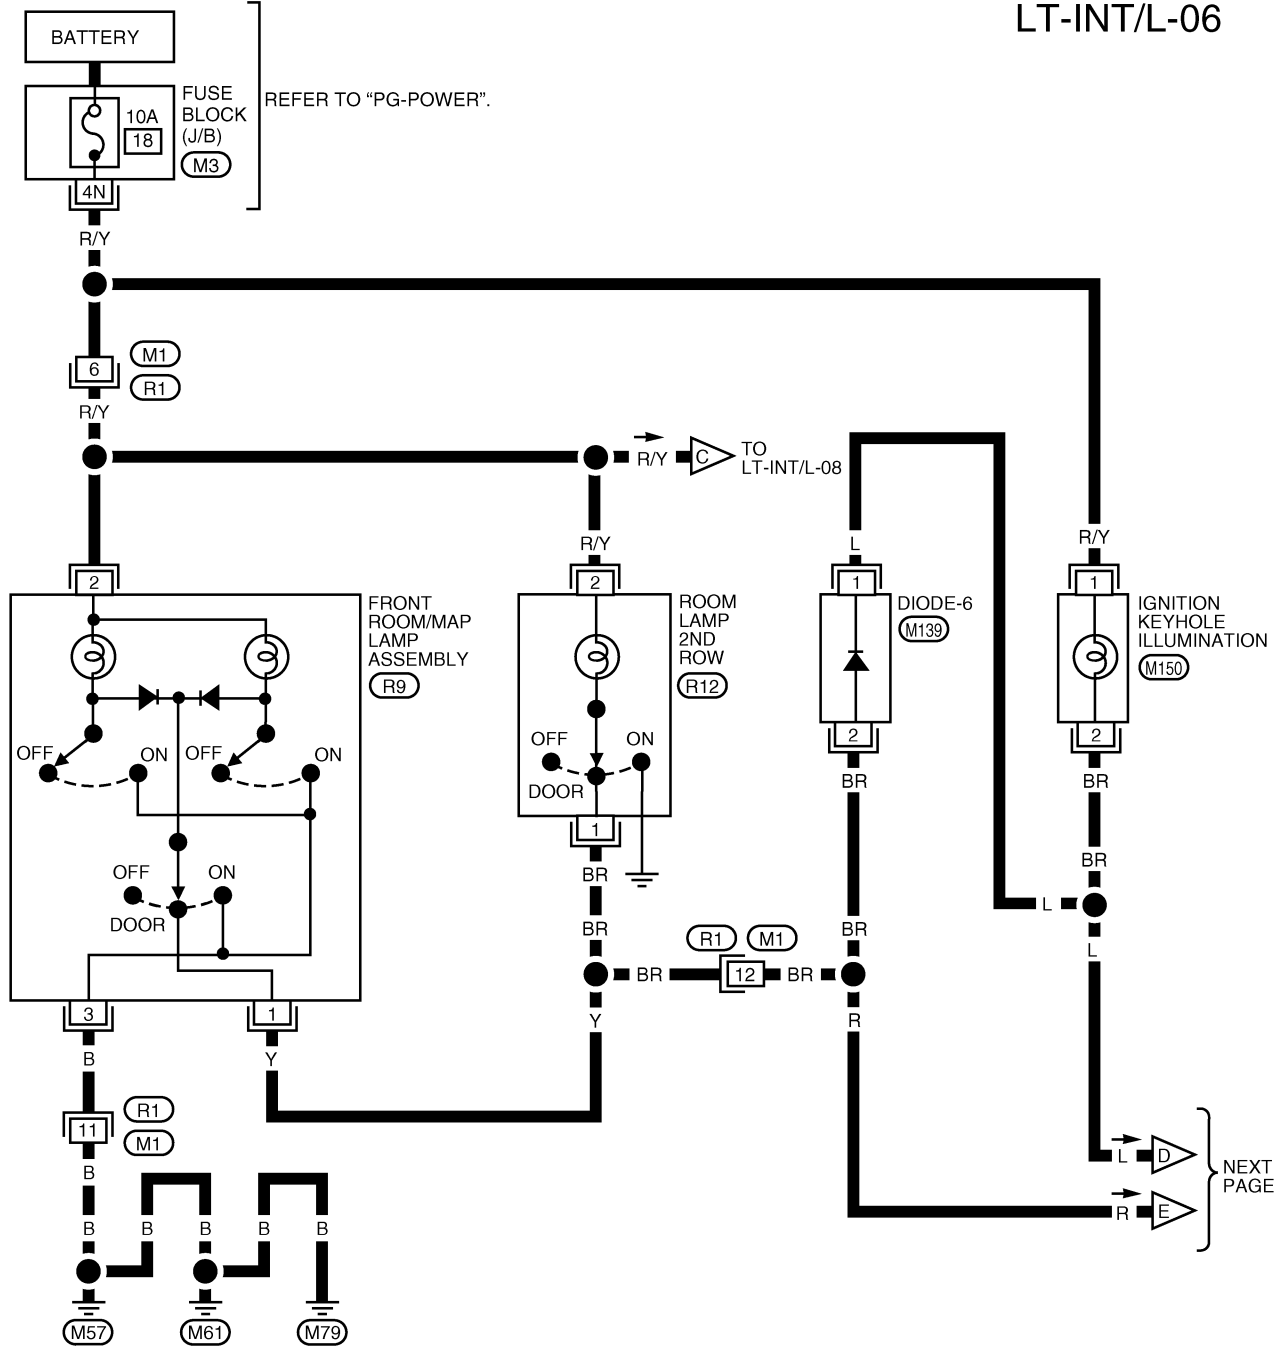 LT-INT/L-06
BATTERY
FUSE
BLOCK
(J/B)
M3
10A
18
REFER TO “PG-POWER”.
4N
R/Y
6
M1
R1
R/Y
R/Y
C
TO
LT-INT/L-08
R/Y
L
R/Y
2
2
1
1
FRONT
ROOM/MAP
LAMP
ASSEMBLY
R9
ROOM
LAMP
2ND
ROW
R12
DIODE-6
M139
IGNITION
KEYHOLE
ILLUMINATION
M150
OFF
ON
OFF
ON
OFF
ON
DOOR
2
2
BR
BR
1
OFF
ON
DOOR
BR
BR
BR
BR
L
L
R1
M1
BR
12
BR
3
1
Y
R
B
Y
11
R1
M1
B
L
D
R
E
NEXT
PAGE
B
B
B
B
B
M57
M61
M79